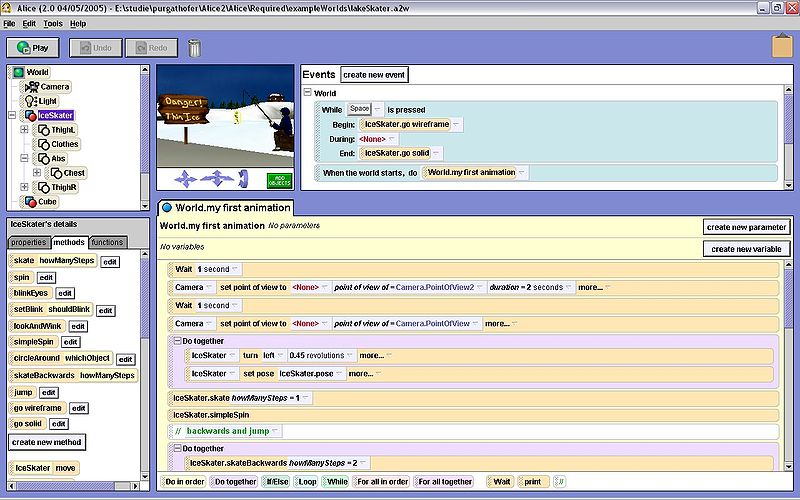 Alice (2.0 04/05/2005) - E:\studie\purgathofer\Alice2\Alice\Required\exampleWorlds\lakeSkater.a2w
File Edit Tools Help
Play Undo Redo
World
Camera
Light
IceSkater
ThighL
Clothes
Abs
Chest
ThighR
Cube
Danger!
Thin Ice
ADD
OBJECTS
Events create new event
World
While Space is pressed
Begin: IceSkater.go wireframe
During: <None>
End: IceSkater.go solid
When the world starts, do World.my first animation
IceSkater's details
properties methods functions
skate howManySteps edit
spin edit
blinkEyes edit
setBlink shouldBlink edit
lookAndWink edit
simpleSpin edit
circleAround whichObject edit
skateBackwards howManySteps
jump edit
go wireframe edit
go solid edit
create new method
IceSkater move
World.my first animation
World.my first animation No parameters
create new parameter
No variables
create new variable
Wait 1 second
Camera set point of view to <None> point of view of = Camera.PointOfView2 duration = 2 seconds more...
Wait 1 second
Camera set point of view to <None> point of view of = Camera.PointOfView more...
Do together
IceSkater turn left 0.45 revolutions more...
IceSkater set pose IceSkater.pose more...
IceSkater.skate howManySteps = 1
IceSkater.simpleSpin
// backwards and jump
Do together
IceSkater.skateBackwards howManySteps = 2
Do in order Do together If/Else Loop While For all in order For all together Wait print //